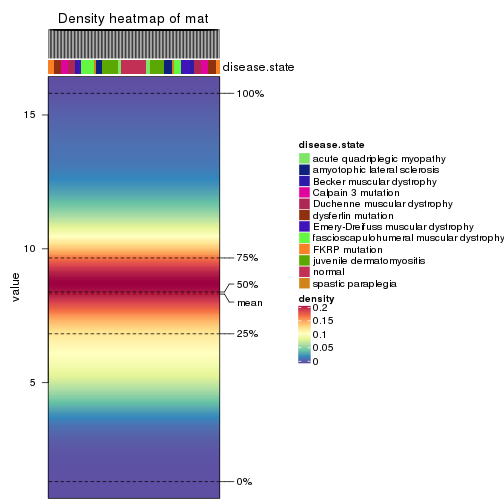 Density heatmap of mat
disease.state
100%
15
10
75%
50%
mean
25%
5
0%
value
disease.state
acute quadriplegic myopathy
amyotophic lateral sclerosis
Becker muscular dystrophy
Calpain 3 mutation
Duchenne muscular dystrophy
dysferlin mutation
Emery-Dreifuss muscular dystrophy
fascioscapulohumeral muscular dystrophy
FKRP mutation
juvenile dermatomyositis
normal
spastic paraplegia
density
0.2
0.15
0.1
0.05
0